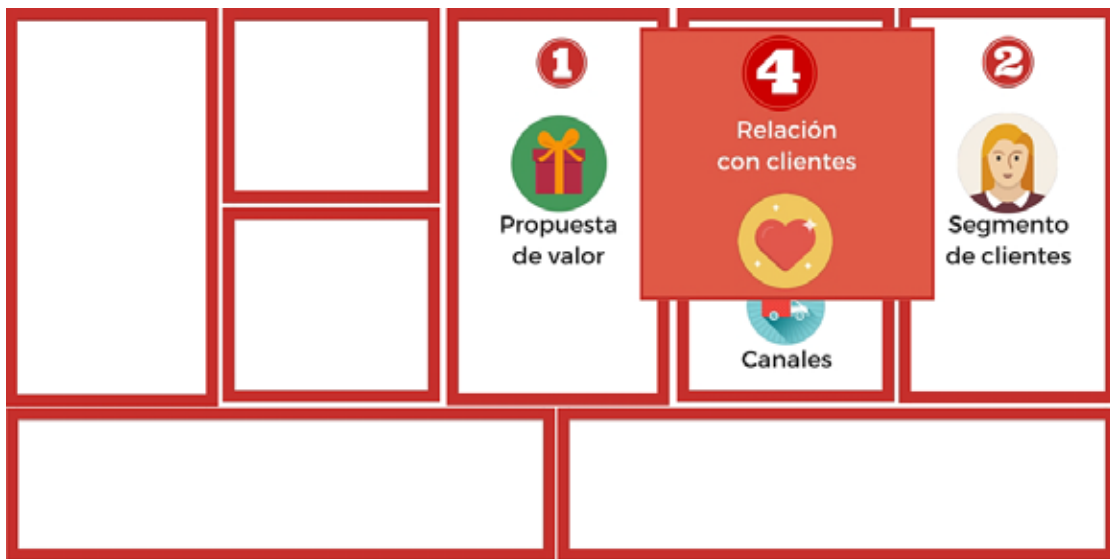 1
Propuesta
de valor
4
Relación
con clientes
Canales
2
Segmento
de clientes